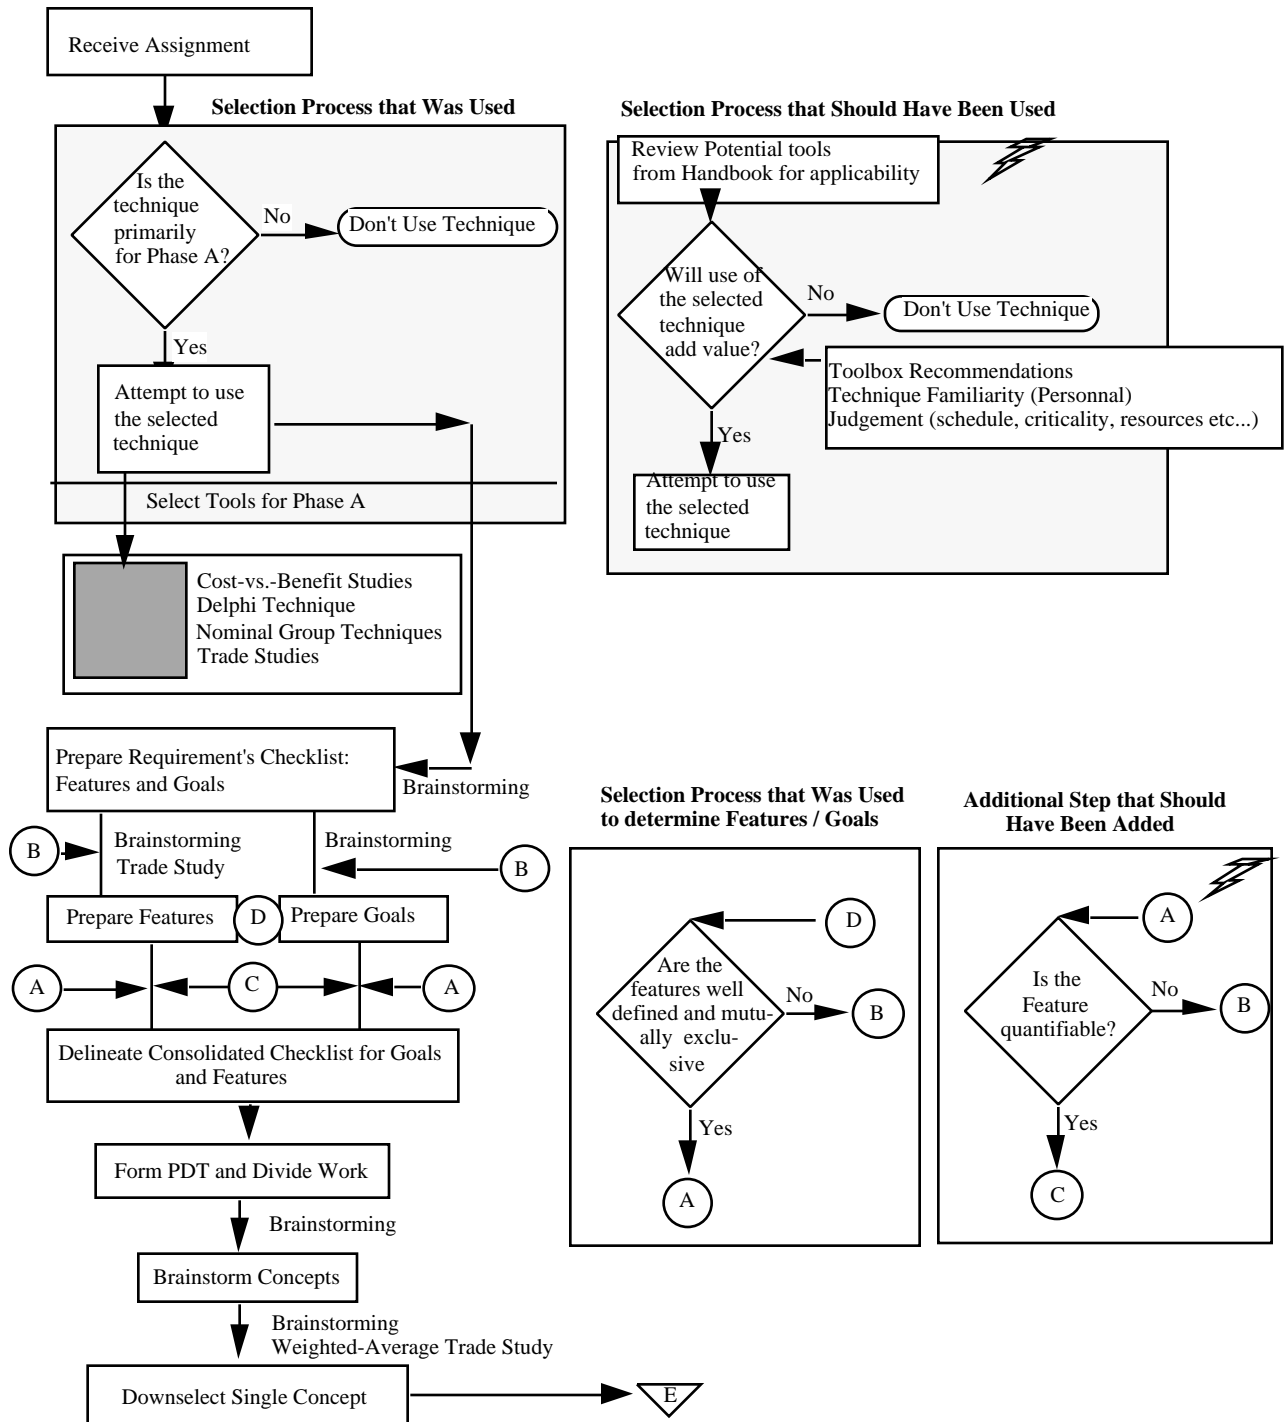 Receive Assignment
Selection Process that Was Used
Is the
technique
primarily
for Phase A?
No
Don't Use Technique
Yes
Attempt to use
the selected
technique
Select Tools for Phase A
Cost-vs.-Benefit Studies
Delphi Technique
Nominal Group Techniques
Trade Studies
Selection Process that Should Have Been Used
Review Potential tools
from Handbook for applicability
Will use of
the selected
technique
add value?
No
Don't Use Technique
Toolbox Recommendations
Technique Familiarity (Personnal)
Judgement (schedule, criticality, resources etc...)
Yes
Attempt to use
the selected
technique
Prepare Requirement's Checklist:
Features and Goals
Brainstorming
B
Brainstorming
Trade Study
Brainstorming
B
Prepare Features
D
Prepare Goals
A
C
A
Delineate Consolidated Checklist for Goals
and Features
Form PDT and Divide Work
Brainstorming
Brainstorm Concepts
Brainstorming
Weighted-Average Trade Study
Downselect Single Concept
E
Selection Process that Was Used
to determine Features / Goals
D
Are the
features well
defined and mutu-
ally exclu-
sive
No
B
Yes
A
Additional Step that Should
Have Been Added
A
Is the
Feature
quantifiable?
No
B
Yes
C